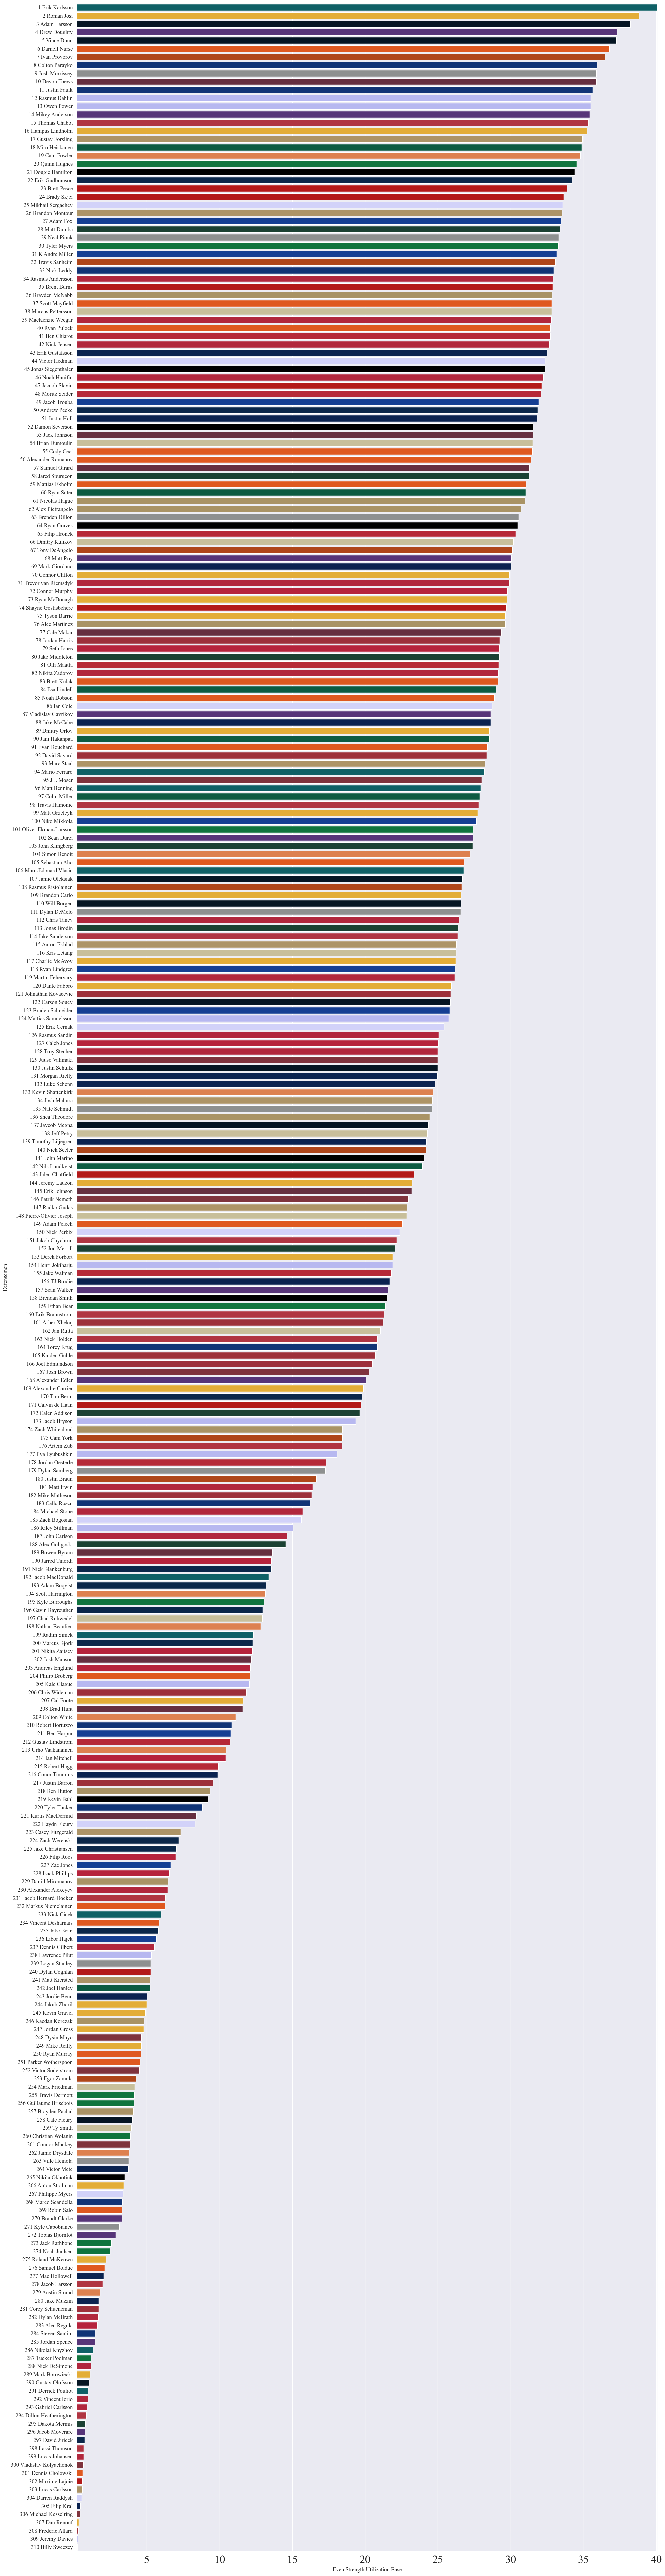 1 Erik Karlsson
2 Roman Josi
3 Adam Larsson
4 Drew Doughty
5 Vince Dunn
6 Darnell Nurse
7 Ivan Provorov
8 Colton Parayko
9 Josh Morrissey
10 Devon Toews
11 Justin Faulk
12 Rasmus Dahlin
13 Owen Power
14 Mikey Anderson
15 Thomas Chabot
16 Hampus Lindholm
17 Gustav Forsling
18 Miro Heiskanen
19 Cam Fowler
20 Quinn Hughes
21 Dougie Hamilton
22 Erik Gudbranson
23 Brett Pesce
24 Brady Skjei
25 Mikhail Sergachev
26 Brandon Montour
27 Adam Fox
28 Matt Dumba
29 Neal Pionk
30 Tyler Myers
31 K'Andre Miller
32 Travis Sanheim
33 Nick Leddy
34 Rasmus Andersson
35 Brent Burns
36 Brayden McNabb
37 Scott Mayfield
38 Marcus Pettersson
39 MacKenzie Weegar
40 Ryan Pulock
41 Ben Chiarot
42 Nick Jensen
43 Erik Gustafsson
44 Victor Hedman
45 Jonas Siegenthaler
46 Noah Hanifin
47 Jaccob Slavin
48 Moritz Seider
49 Jacob Trouba
50 Andrew Peeke
51 Justin Holl
52 Damon Severson
53 Jack Johnson
54 Brian Dumoulin
55 Cody Ceci
56 Alexander Romanov
57 Samuel Girard
58 Jared Spurgeon
59 Mattias Ekholm
60 Ryan Suter
61 Nicolas Hague
62 Alex Pietrangelo
63 Brenden Dillon
64 Ryan Graves
65 Filip Hronek
66 Dmitry Kulikov
67 Tony DeAngelo
68 Matt Roy
69 Mark Giordano
70 Connor Clifton
71 Trevor van Riemsdyk
72 Connor Murphy
73 Ryan McDonagh
74 Shayne Gostisbehere
75 Tyson Barrie
76 Alec Martinez
77 Cale Makar
78 Jordan Harris
79 Seth Jones
80 Jake Middleton
81 Olli Maatta
82 Nikita Zadorov
83 Brett Kulak
84 Esa Lindell
85 Noah Dobson
86 Ian Cole
87 Vladislav Gavrikov
88 Jake McCabe
89 Dmitry Orlov
90 Jani Hakanpää
91 Evan Bouchard
92 David Savard
93 Marc Staal
94 Mario Ferraro
95 J.J. Moser
96 Matt Benning
97 Colin Miller
98 Travis Hamonic
99 Matt Grzelcyk
100 Niko Mikkola
101 Oliver Ekman-Larsson
102 Sean Durzi
103 John Klingberg
104 Simon Benoit
105 Sebastian Aho
106 Marc-Edouard Vlasic
107 Jamie Oleksiak
108 Rasmus Ristolainen
109 Brandon Carlo
110 Will Borgen
111 Dylan DeMelo
112 Chris Tanev
113 Jonas Brodin
114 Jake Sanderson
115 Aaron Ekblad
116 Kris Letang
117 Charlie McAvoy
118 Ryan Lindgren
119 Martin Fehervary
120 Dante Fabbro
121 Johnathan Kovacevic
122 Carson Soucy
123 Braden Schneider
124 Mattias Samuelsson
125 Erik Cernak
126 Rasmus Sandin
127 Caleb Jones
128 Troy Stecher
129 Juuso Valimaki
130 Justin Schultz
131 Morgan Rielly
132 Luke Schenn
133 Kevin Shattenkirk
134 Josh Mahura
135 Nate Schmidt
136 Shea Theodore
137 Jaycob Megna
138 Jeff Petry
139 Timothy Liljegren
140 Nick Seeler
141 John Marino
142 Nils Lundkvist
143 Jalen Chatfield
144 Jeremy Lauzon
145 Erik Johnson
146 Patrik Nemeth
147 Radko Gudas
148 Pierre-Olivier Joseph
149 Adam Pelech
150 Nick Perbix
151 Jakob Chychrun
152 Jon Merrill
153 Derek Forbort
154 Henri Jokiharju
155 Jake Walman
156 TJ Brodie
157 Sean Walker
158 Brendan Smith
159 Ethan Bear
160 Erik Brannstrom
161 Arber Xhekaj
162 Jan Rutta
163 Nick Holden
164 Torey Krug
165 Kaiden Guhle
166 Joel Edmundson
167 Josh Brown
168 Alexander Edler
169 Alexandre Carrier
170 Tim Berni
171 Calvin de Haan
172 Calen Addison
173 Jacob Bryson
174 Zach Whitecloud
175 Cam York
176 Artem Zub
177 Ilya Lyubushkin
178 Jordan Oesterle
179 Dylan Samberg
180 Justin Braun
181 Matt Irwin
182 Mike Matheson
183 Calle Rosen
184 Michael Stone
185 Zach Bogosian
186 Riley Stillman
187 John Carlson
188 Alex Goligoski
189 Bowen Byram
190 Jarred Tinordi
191 Nick Blankenburg
192 Jacob MacDonald
193 Adam Boqvist
194 Scott Harrington
195 Kyle Burroughs
196 Gavin Bayreuther
197 Chad Ruhwedel
198 Nathan Beaulieu
199 Radim Simek
200 Marcus Bjork
201 Nikita Zaitsev
202 Josh Manson
203 Andreas Englund
204 Philip Broberg
205 Kale Clague
206 Chris Wideman
207 Cal Foote
208 Brad Hunt
209 Colton White
210 Robert Bortuzzo
211 Ben Harpur
212 Gustav Lindstrom
213 Urho Vaakanainen
214 Ian Mitchell
215 Robert Hagg
216 Conor Timmins
217 Justin Barron
218 Ben Hutton
219 Kevin Bahl
220 Tyler Tucker
221 Kurtis MacDermid
222 Haydn Fleury
223 Casey Fitzgerald
224 Zach Werenski
225 Jake Christiansen
226 Filip Roos
227 Zac Jones
228 Isaak Phillips
229 Daniil Miromanov
230 Alexander Alexeyev
231 Jacob Bernard-Docker
232 Markus Niemelainen
233 Nick Cicek
234 Vincent Desharnais
235 Jake Bean
236 Libor Hajek
237 Dennis Gilbert
238 Lawrence Pilut
239 Logan Stanley
240 Dylan Coghlan
241 Matt Kiersted
242 Joel Hanley
243 Jordie Benn
244 Jakub Zboril
245 Kevin Gravel
246 Kaedan Korczak
247 Jordan Gross
248 Dysin Mayo
249 Mike Reilly
250 Ryan Murray
251 Parker Wotherspoon
252 Victor Soderstrom
253 Egor Zamula
254 Mark Friedman
255 Travis Dermott
256 Guillaume Brisebois
257 Brayden Pachal
258 Cale Fleury
259 Ty Smith
260 Christian Wolanin
261 Connor Mackey
262 Jamie Drysdale
263 Ville Heinola
264 Victor Mete
265 Nikita Okhotiuk
266 Anton Stralman
267 Philippe Myers
268 Marco Scandella
269 Robin Salo
270 Brandt Clarke
271 Kyle Capobianco
272 Tobias Bjornfot
273 Jack Rathbone
274 Noah Juulsen
275 Roland McKeown
276 Samuel Bolduc
277 Mac Hollowell
278 Jacob Larsson
279 Austin Strand
280 Jake Muzzin
281 Corey Schueneman
282 Dylan McIlrath
283 Alec Regula
284 Steven Santini
285 Jordan Spence
286 Nikolai Knyzhov
287 Tucker Poolman
288 Nick DeSimone
289 Mark Borowiecki
290 Gustav Olofsson
291 Derrick Pouliot
292 Vincent Iorio
293 Gabriel Carlsson
294 Dillon Heatherington
295 Dakota Mermis
296 Jacob Moverare
297 David Jiricek
298 Lassi Thomson
299 Lucas Johansen
300 Vladislav Kolyachonok
301 Dennis Cholowski
302 Maxime Lajoie
303 Lucas Carlsson
304 Darren Raddysh
305 Filip Kral
306 Michael Kesselring
307 Dan Renouf
308 Frederic Allard
309 Jeremy Davies
310 Billy Sweezey
Defensemen
5 10 15 20 25 30 35 40
Even Strength Utilization Base